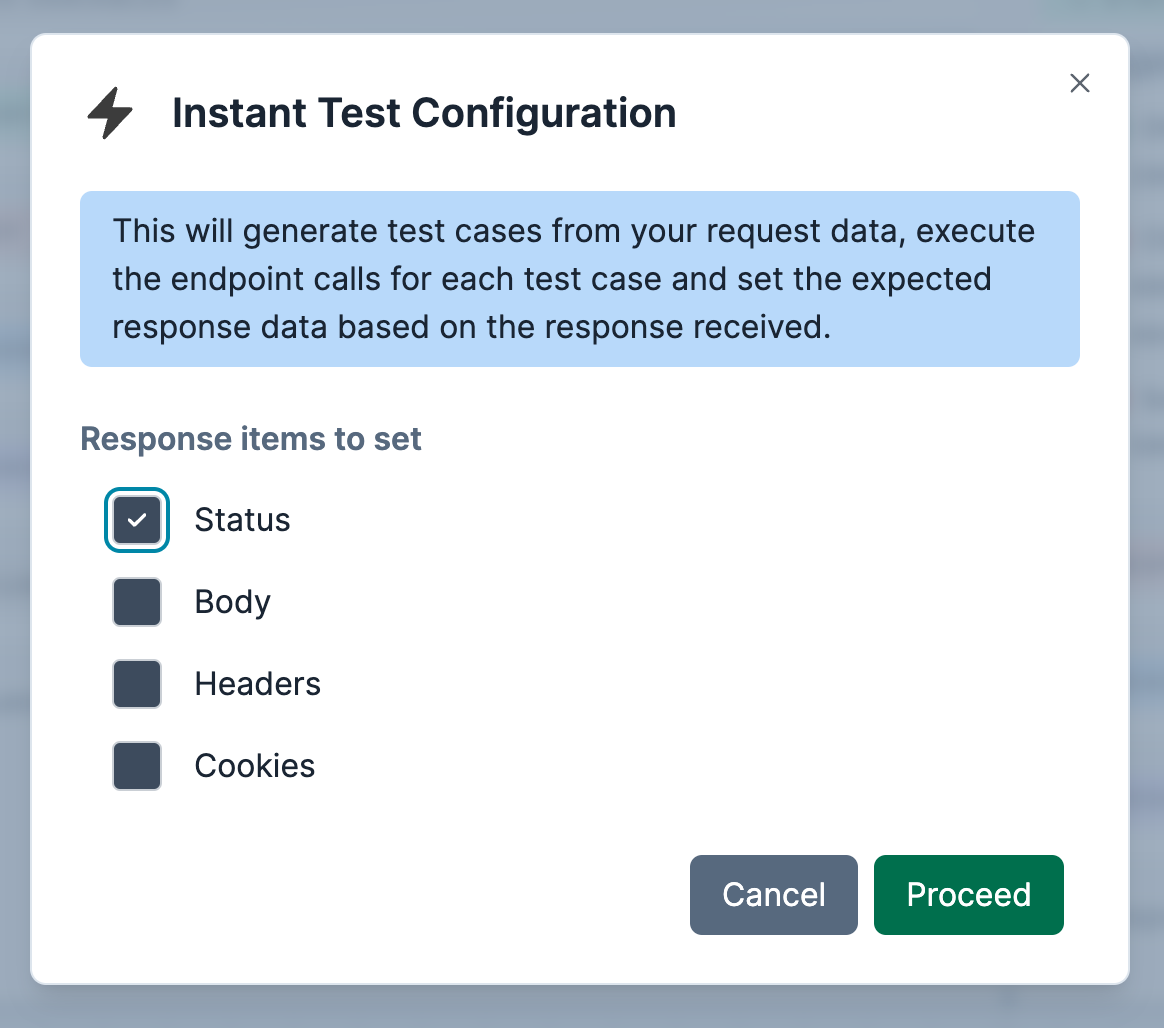 Instant Test Configuration
This will generate test cases from your request data, execute
the endpoint calls for each test case and set the expected
response data based on the response received.
Response items to set
Status
Body
Headers
Cookies
Cancel
Proceed